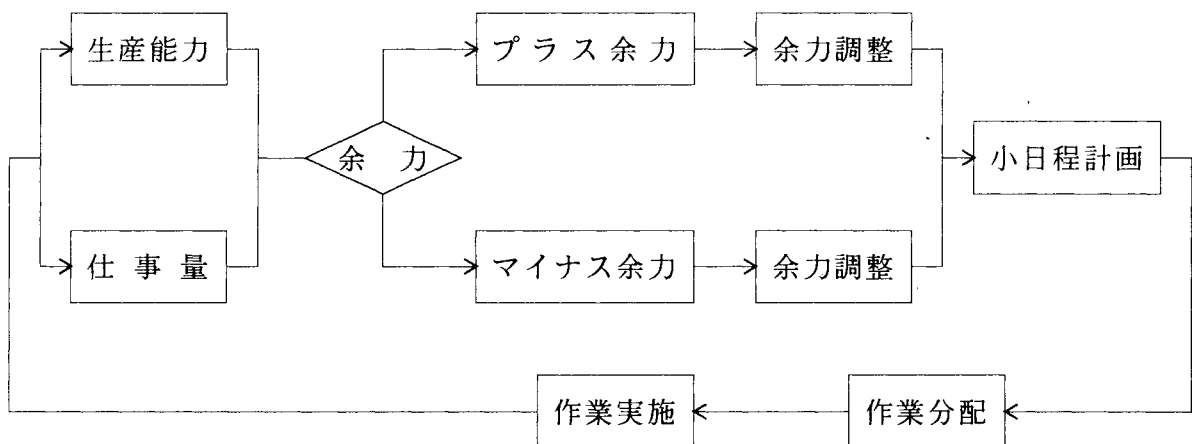 生産能力
プラス余力
余力調整
余力
小日程計画
仕事量
マイナス余力
余力調整
作業実施
作業分配